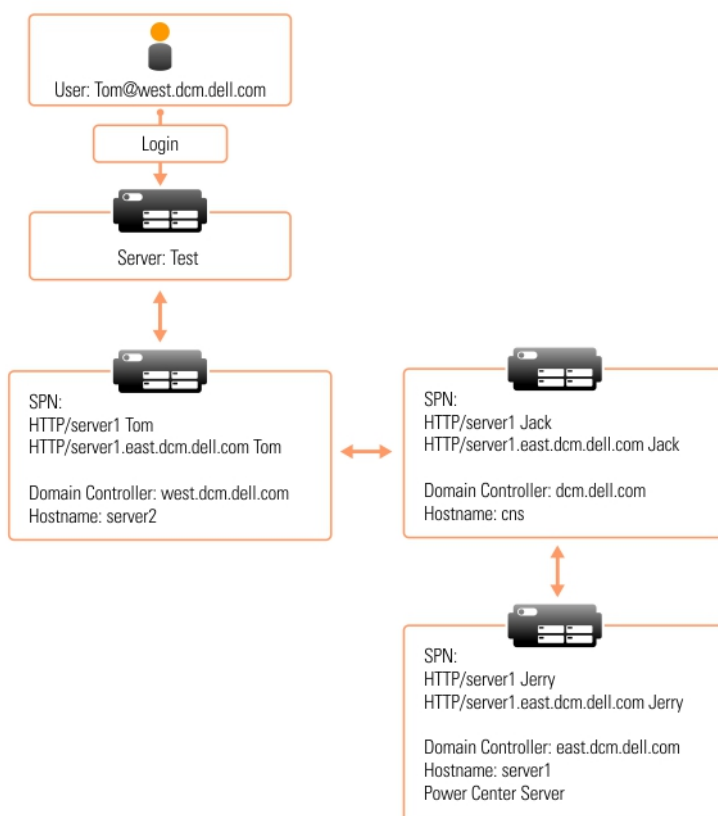 User: Tom@west.dcm.dell.com
Login
Server: Test
SPN:
HTTP/server1 Tom
HTTP/server1.east.dcm.dell.com Tom
Domain Controller: west.dcm.dell.com
Hostname: server2
SPN:
HTTP/server1 Jack
HTTP/server1.east.dcm.dell.com Jack
Domain Controller: dcm.dell.com
Hostname: cns
SPN:
HTTP/server1 Jerry
HTTP/server1.east.dcm.dell.com Jerry
Domain Controller: east.dcm.dell.com
Hostname: server1
Power Center Server